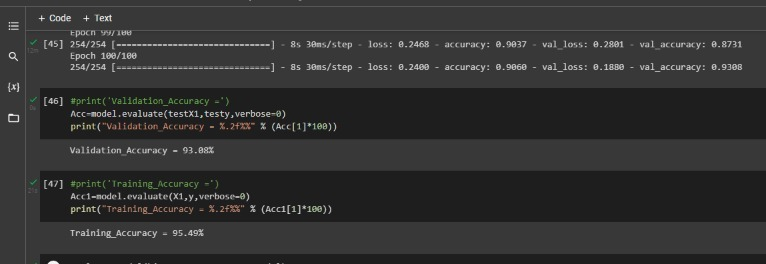 + Code + Text
Epoch 99/100
[45] 254/254 [==============================] - 8s 30ms/step - loss: 0.2468 - accuracy: 0.9037 - val_loss: 0.2801 - val_accuracy: 0.8731
Epoch 100/100
254/254 [==============================] - 8s 30ms/step - loss: 0.2400 - accuracy: 0.9060 - val_loss: 0.1880 - val_accuracy: 0.9308
{x}
[46] #print('Validation_Accuracy =')
Acc=model.evaluate(testX1,testy,verbose=0)
print("Validation_Accuracy = %.2f%%" % (Acc[1]*100))
Validation_Accuracy = 93.08%
[47] #print('Training_Accuracy =')
Acc1=model.evaluate(X1,y,verbose=0)
print("Training_Accuracy = %.2f%%" % (Acc1[1]*100))
Training_Accuracy = 95.49%